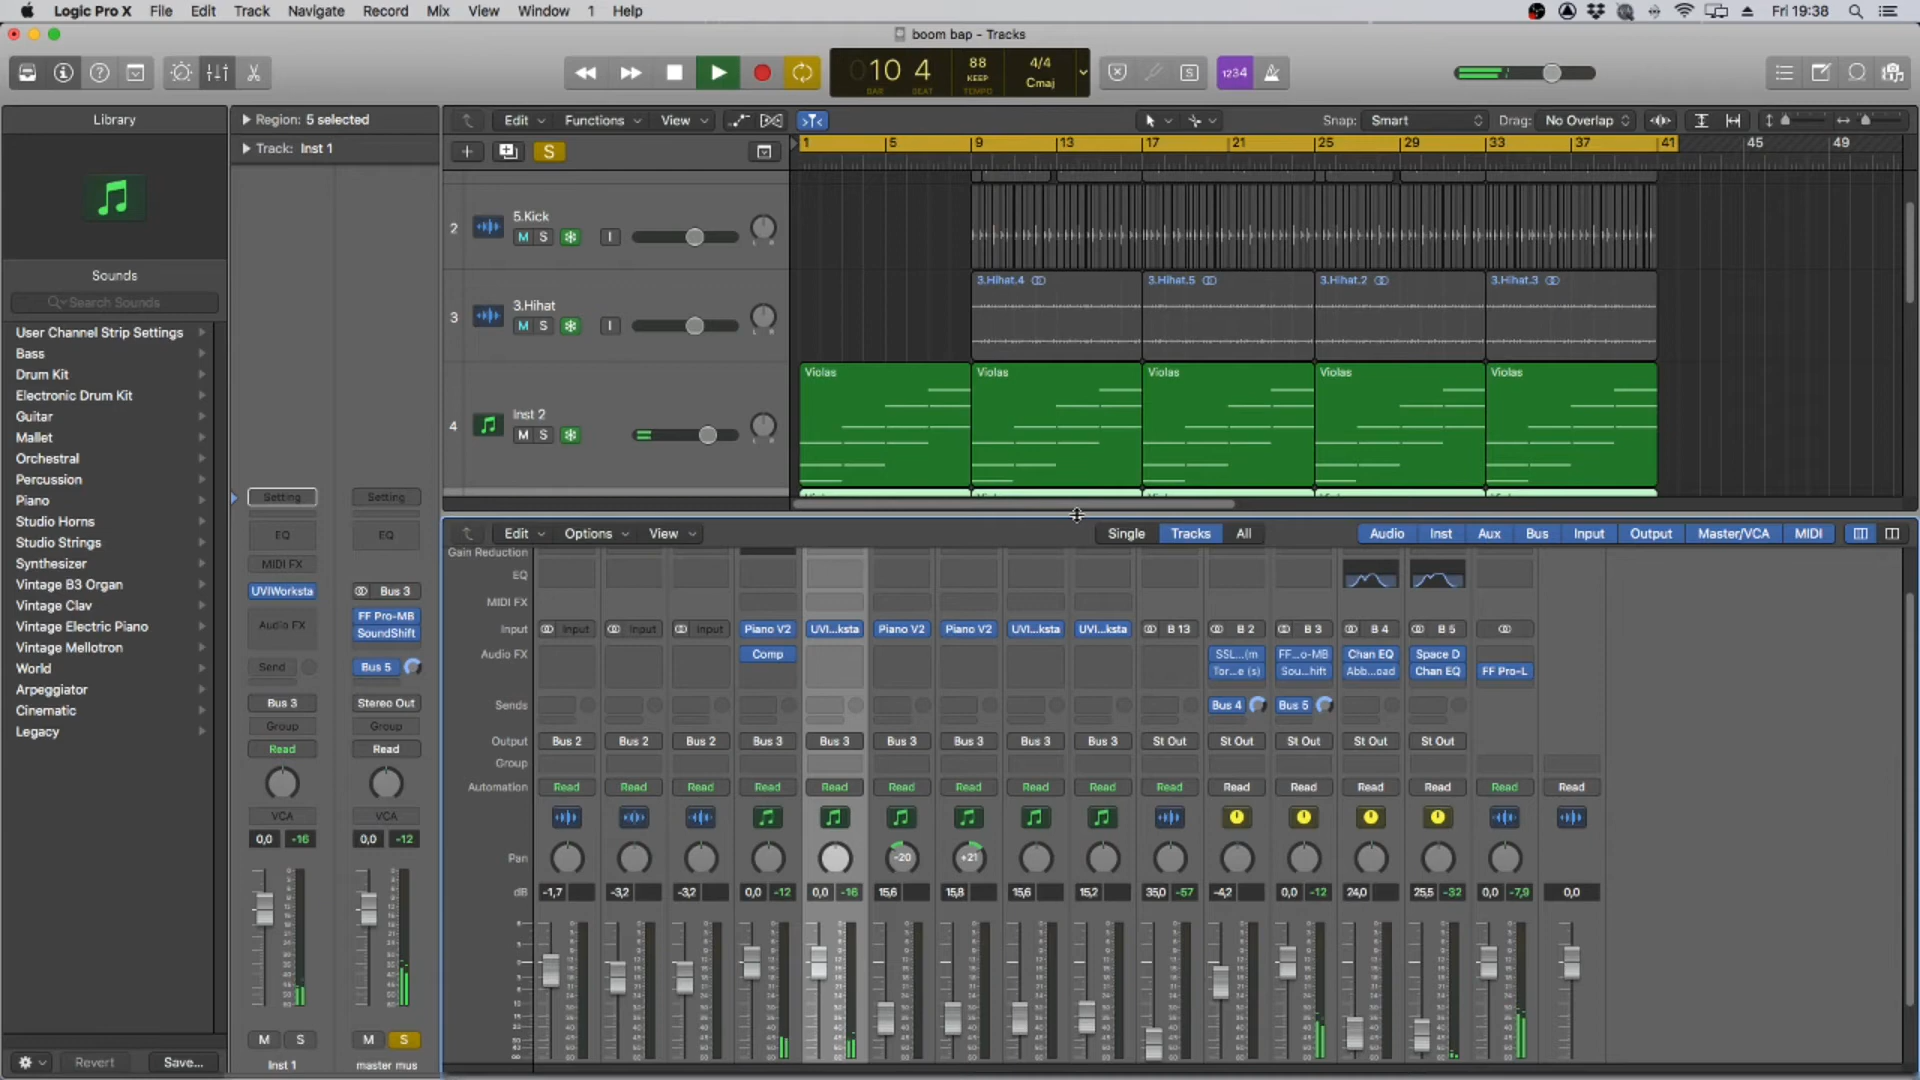 Logic Pro X File Edit Track Navigate Record Mix View Window 1 Help Fri 19:38
boom bap - Tracks
10 4 88 4/4
KEEP Cmaj
BAR BEAT TEMPO
1234
Library
Region: 5 selected
Edit Functions View Snap: Smart Drag: No Overlap
Track: Inst 1
S
1 5 9 13 17 21 25 29 33 37 41 45 49
2 5.Kick
M S I
3 3.Hihat
M S I
3.Hihat.4 3.Hihat.5 3.Hihat.2 3.Hihat.3
4 Inst 2
M S
Violas Violas Violas Violas Violas
Sounds
Search Sounds
User Channel Strip Settings
Bass
Drum Kit
Electronic Drum Kit
Guitar
Mallet
Orchestral
Percussion
Piano
Studio Horns
Studio Strings
Synthesizer
Vintage B3 Organ
Vintage Clav
Vintage Electric Piano
Vintage Mellotron
World
Arpeggiator
Cinematic
Legacy
Revert Save...
Setting Setting
EQ EQ
MIDI FX
UVIWorksta Bus 3
Audio FX FF Pro-MB
SoundShift
Send Bus 5
Bus 3 Stereo Out
Group Group
Read Read
VCA VCA
0,0 -16 0,0 -12
M S M S
Inst 1 master mus
Edit Options View Single Tracks All Audio Inst Aux Bus Input Output Master/VCA MIDI
Gain Reduction
EQ
MIDI FX
Input Input Input Input Piano V2 UVI...ksta Piano V2 Piano V2 UVI...ksta UVI...ksta B 13 B 2 B 3 B 4 B 5
Audio FX Comp SSL...(m FF...o-MB Chan EQ Space D
Tor...e (s) Sou...hift Abb...oad Chan EQ FF Pro-L
Sends Bus 4 Bus 5
Output Bus 2 Bus 2 Bus 2 Bus 3 Bus 3 Bus 3 Bus 3 Bus 3 Bus 3 St Out St Out St Out St Out St Out
Group
Automation Read Read Read Read Read Read Read Read Read Read Read Read Read Read Read Read
Pan -20 +21
dB -1,7 -3,2 -3,2 0,0 -12 0,0 -16 15,6 15,8 15,6 15,2 35,0 -57 -4,2 0,0 -12 24,0 25,5 -32 0,0 -7,9 0,0